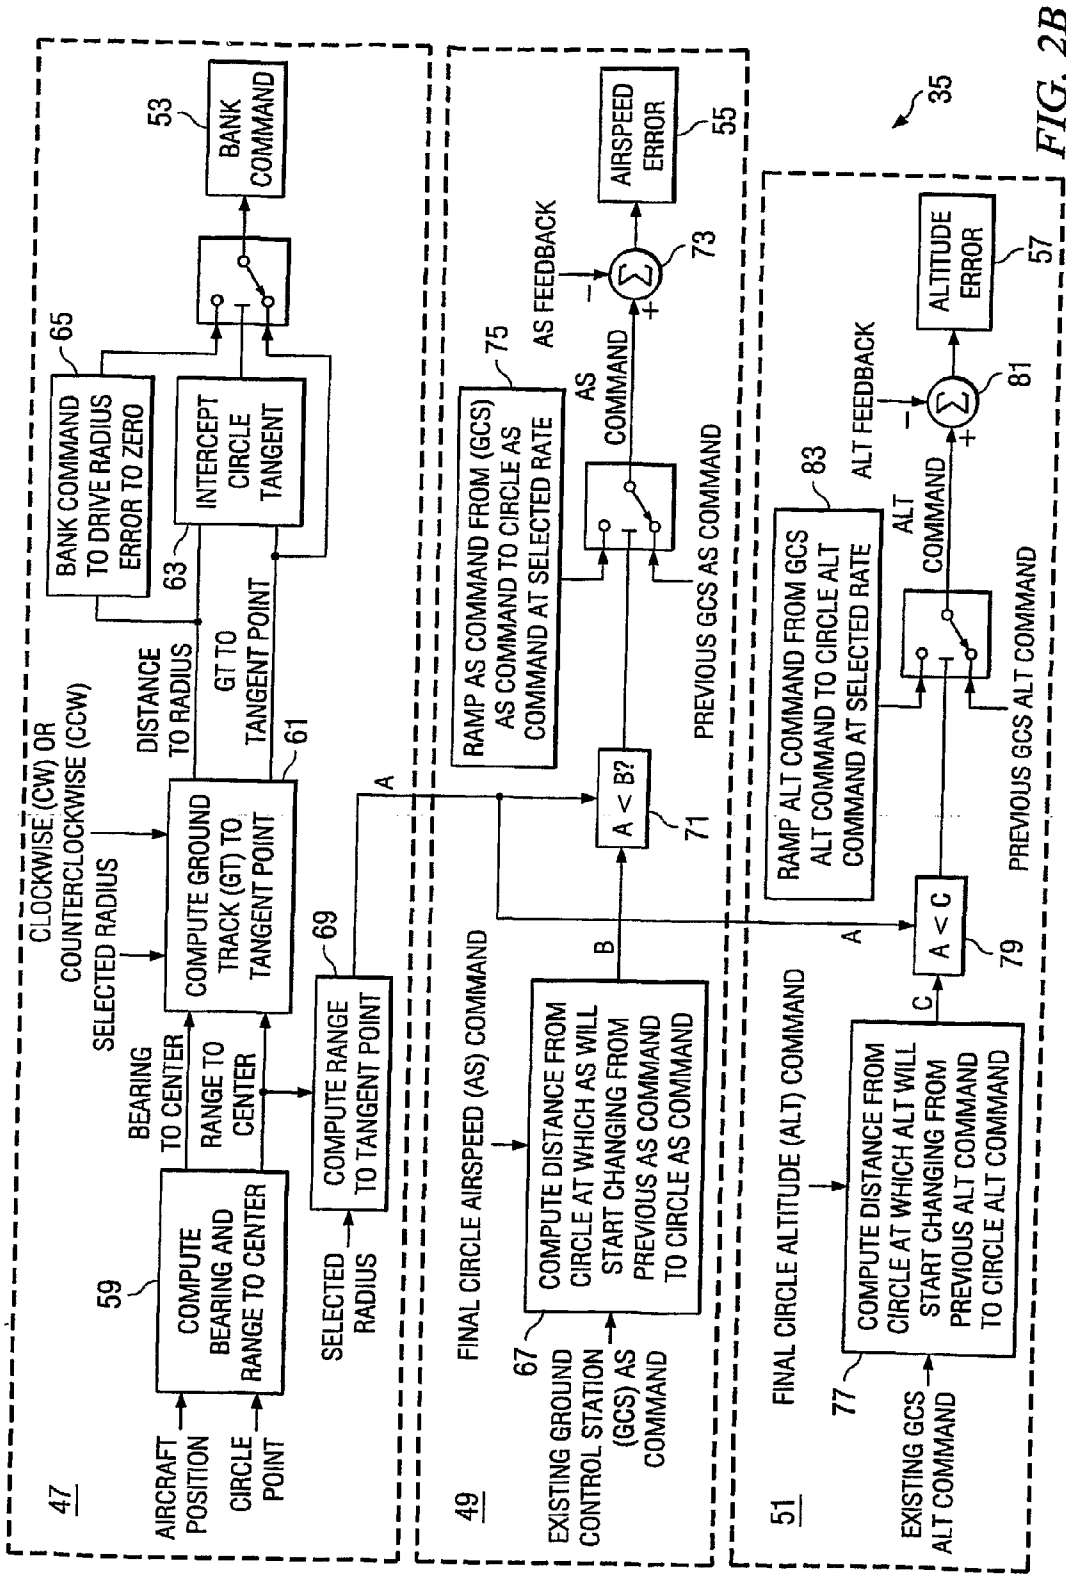 47
AIRCRAFT
POSITION
CIRCLE
POINT
59
COMPUTE
BEARING AND
RANGE TO CENTER
BEARING
TO CENTER
RANGE TO
CENTER
SELECTED RADIUS
CLOCKWISE (CW) OR
COUNTERCLOCKWISE (CCW)
COMPUTE GROUND
TRACK (GT) TO
TANGENT POINT
61
DISTANCE
TO RADIUS
GT TO
TANGENT POINT
65
BANK COMMAND
TO DRIVE RADIUS
ERROR TO ZERO
63
INTERCEPT
CIRCLE
TANGENT
53
BANK
COMMAND
SELECTED
RADIUS
69
COMPUTE RANGE
TO TANGENT POINT
A
49
EXISTING GROUND
CONTROL STATION
(GCS) AS
COMMAND
FINAL CIRCLE AIRSPEED (AS) COMMAND
67
COMPUTE DISTANCE FROM
CIRCLE AT WHICH AS WILL
START CHANGING FROM
PREVIOUS AS COMMAND
TO CIRCLE AS COMMAND
B
A < B?
71
75
RAMP AS COMMAND FROM (GCS)
AS COMMAND TO CIRCLE AS
COMMAND AT SELECTED RATE
PREVIOUS GCS AS COMMAND
AS
COMMAND
AS FEEDBACK
−
+
Σ
73
AIRSPEED
ERROR
55
51
EXISTING GCS
ALT COMMAND
FINAL CIRCLE ALTITUDE (ALT) COMMAND
77
COMPUTE DISTANCE FROM
CIRCLE AT WHICH ALT WILL
START CHANGING FROM
PREVIOUS ALT COMMAND
TO CIRCLE ALT COMMAND
C
A
A < C
79
83
RAMP ALT COMMAND FROM GCS
ALT COMMAND TO CIRCLE ALT
COMMAND AT SELECTED RATE
PREVIOUS GCS ALT COMMAND
ALT
COMMAND
ALT FEEDBACK
−
+
Σ
81
ALTITUDE
ERROR
57
35
FIG. 2B